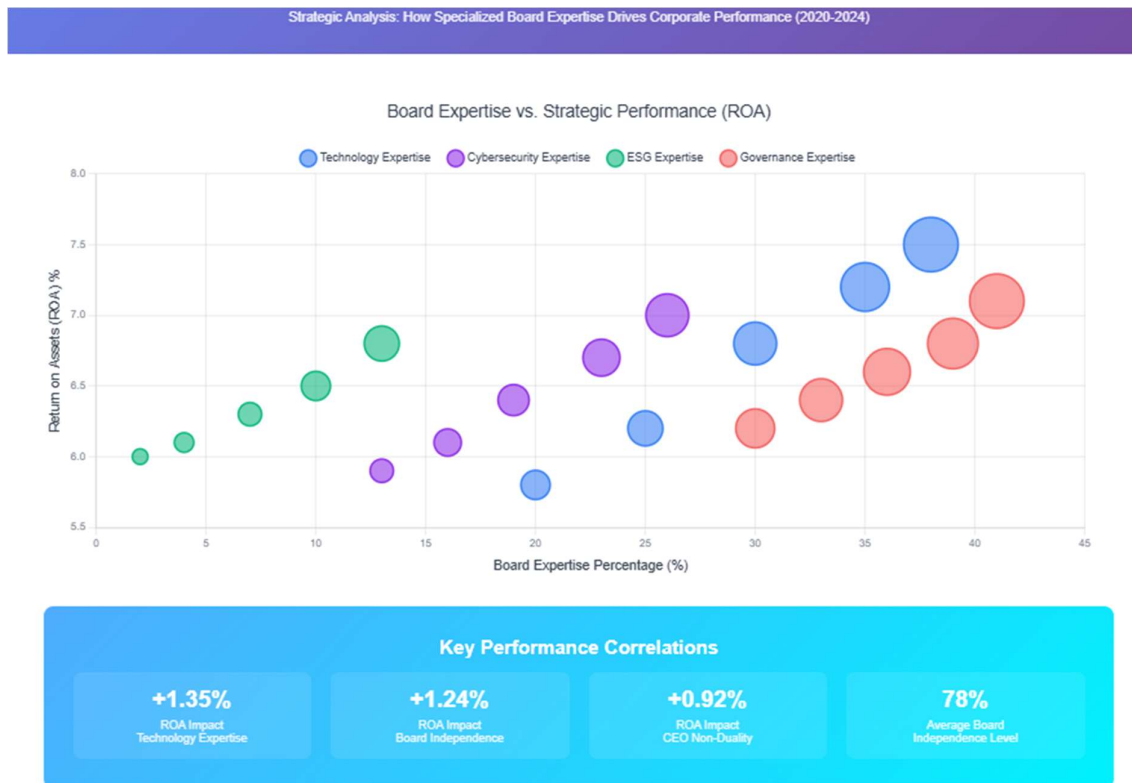 Strategic Analysis: How Specialized Board Expertise Drives Corporate Performance (2020-2024)
Board Expertise vs. Strategic Performance (ROA)
Technology Expertise
Cybersecurity Expertise
ESG Expertise
Governance Expertise
Return on Assets (ROA) %
8.0
7.5
7.0
6.5
6.0
5.5
0
5
10
15
20
25
30
35
40
45
Board Expertise Percentage (%)
Key Performance Correlations
+1.35%
ROA Impact
Technology Expertise
+1.24%
ROA Impact
Board Independence
+0.92%
ROA Impact
CEO Non-Duality
78%
Average Board
Independence Level